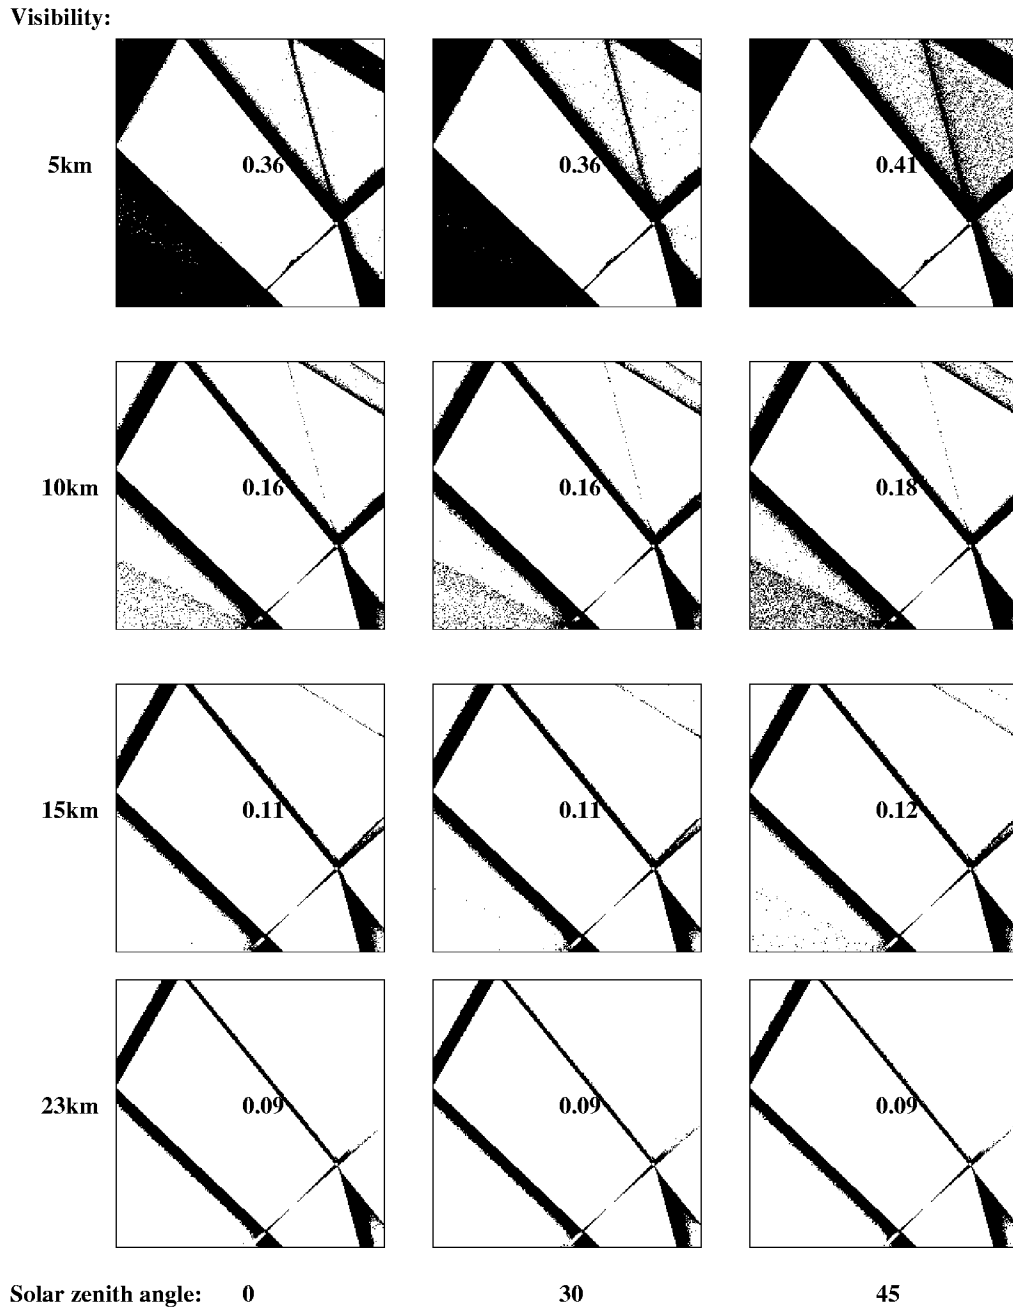 Visibility:
5km 0.36 0.36 0.41
10km 0.16 0.16 0.18
15km 0.11 0.11 0.12
23km 0.09 0.09 0.09
Solar zenith angle: 0 30 45